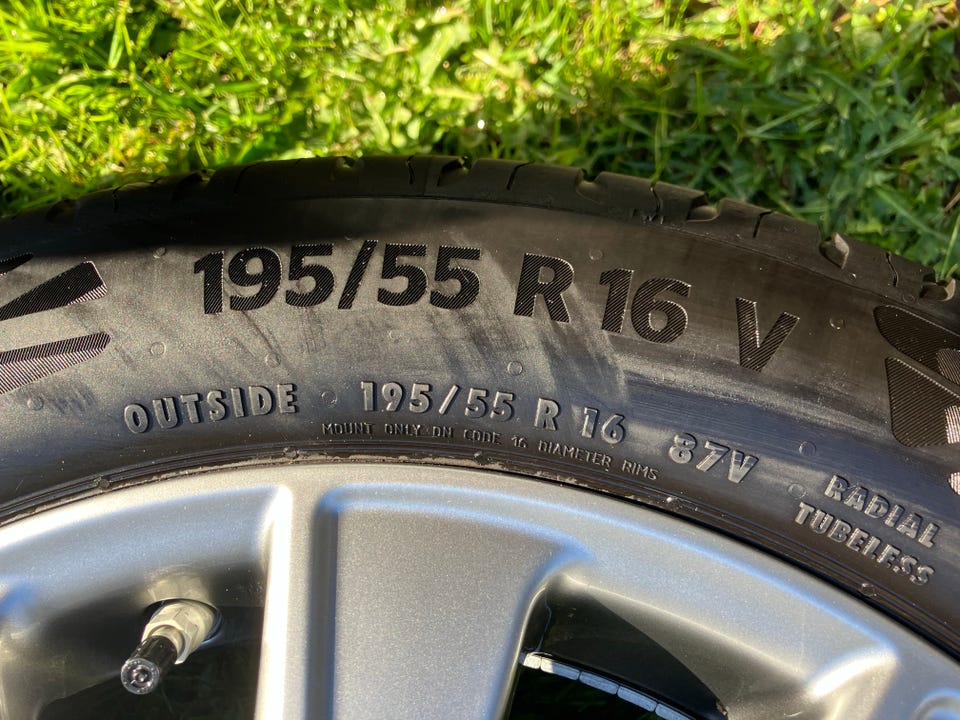 195/55 R 16 V
OUTSIDE 195/55 R 16 87V
MOUNT ONLY ON CODE 16 DIAMETER RIMS
RADIAL
TUBELESS